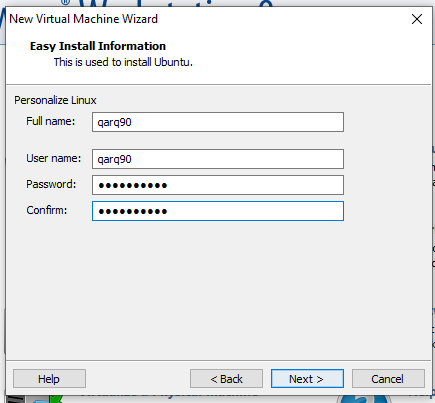 New Virtual Machine Wizard
Easy Install Information
This is used to install Ubuntu.
Personalize Linux
Full name: qarq90
User name: qarq90
Password: ●●●●●●●●●●
Confirm: ●●●●●●●●●●
Help < Back Next > Cancel